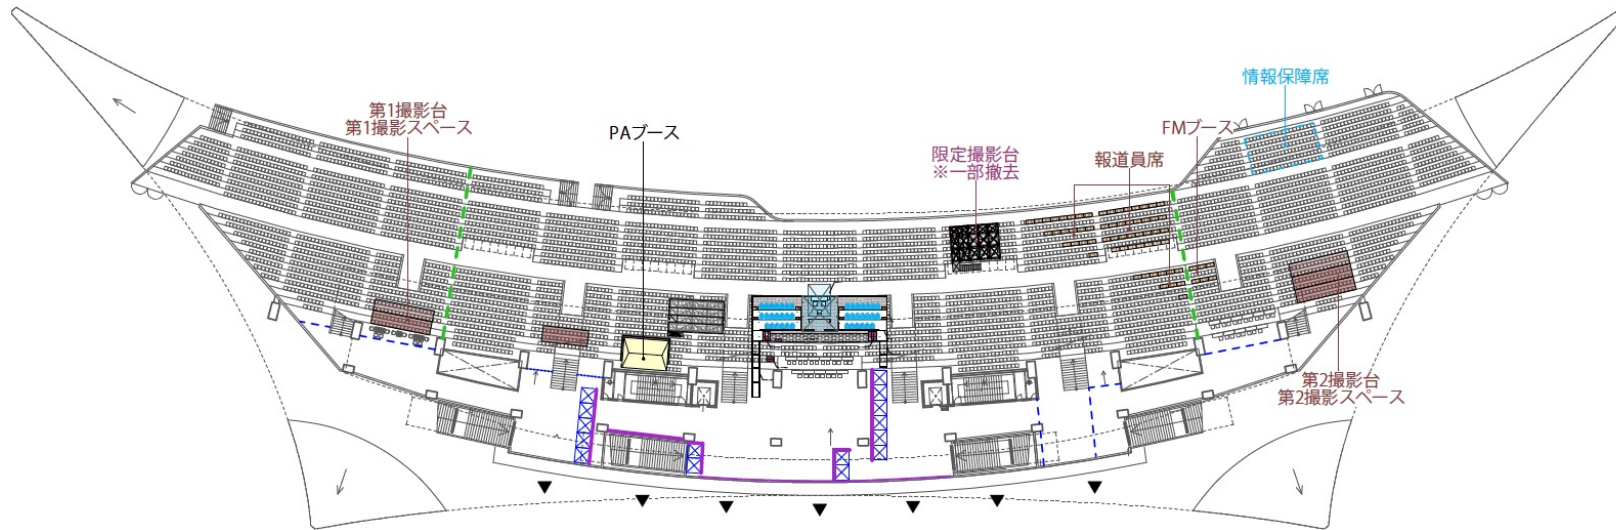 情報保障席
第1撮影台
第1撮影スペース
PAブース
限定撮影台
※一部撤去
報道員席
FMブース
第2撮影台
第2撮影スペース